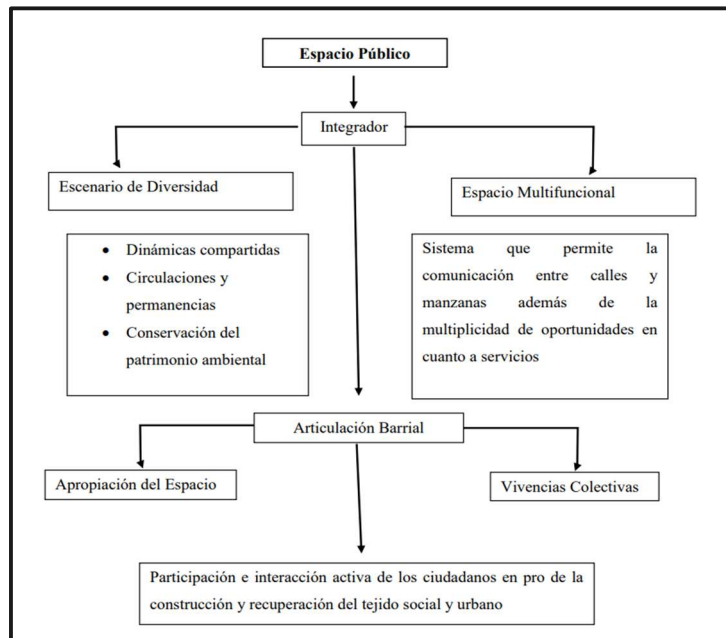 Espacio Público
Integrador
Escenario de Diversidad
Espacio Multifuncional
• Dinámicas compartidas
• Circulaciones y
permanencias
• Conservación del
patrimonio ambiental
Sistema que permite la
comunicación entre calles y
manzanas además de la
multiplicidad de oportunidades en
cuanto a servicios
Articulación Barrial
Apropiación del Espacio
Vivencias Colectivas
Participación e interacción activa de los ciudadanos en pro de la
construcción y recuperación del tejido social y urbano